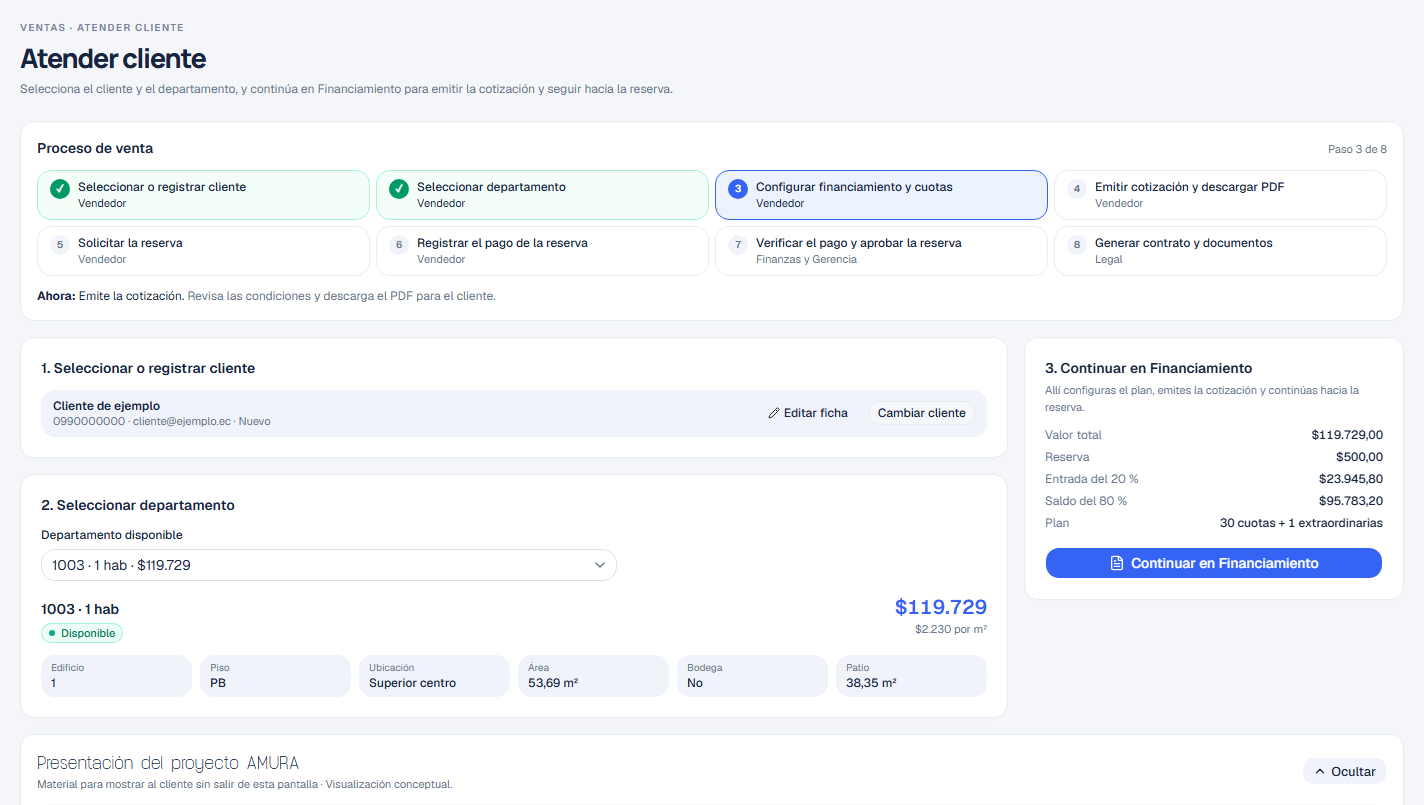 VENTAS · ATENDER CLIENTE
Atender cliente
Selecciona el cliente y el departamento, y continúa en Financiamiento para emitir la cotización y seguir hacia la reserva.
Proceso de venta
Paso 3 de 8
Seleccionar o registrar cliente
Vendedor
Seleccionar departamento
Vendedor
3
Configurar financiamiento y cuotas
Vendedor
4
Emitir cotización y descargar PDF
Vendedor
5
Solicitar la reserva
Vendedor
6
Registrar el pago de la reserva
Vendedor
7
Verificar el pago y aprobar la reserva
Finanzas y Gerencia
8
Generar contrato y documentos
Legal
Ahora: Emite la cotización. Revisa las condiciones y descarga el PDF para el cliente.
1. Seleccionar o registrar cliente
Cliente de ejemplo
0990000000 · cliente@ejemplo.ec · Nuevo
Editar ficha
Cambiar cliente
2. Seleccionar departamento
Departamento disponible
1003 · 1 hab · $119.729
1003 · 1 hab
Disponible
$119.729
$2.230 por m²
Edificio
1
Piso
PB
Ubicación
Superior centro
Área
53,69 m²
Bodega
No
Patio
38,35 m²
3. Continuar en Financiamiento
Allí configuras el plan, emites la cotización y continúas hacia la
reserva.
Valor total $119.729,00
Reserva $500,00
Entrada del 20 % $23.945,80
Saldo del 80 % $95.783,20
Plan 30 cuotas + 1 extraordinarias
Continuar en Financiamiento
Presentación del proyecto AMURA
Material para mostrar al cliente sin salir de esta pantalla · Visualización conceptual.
Ocultar